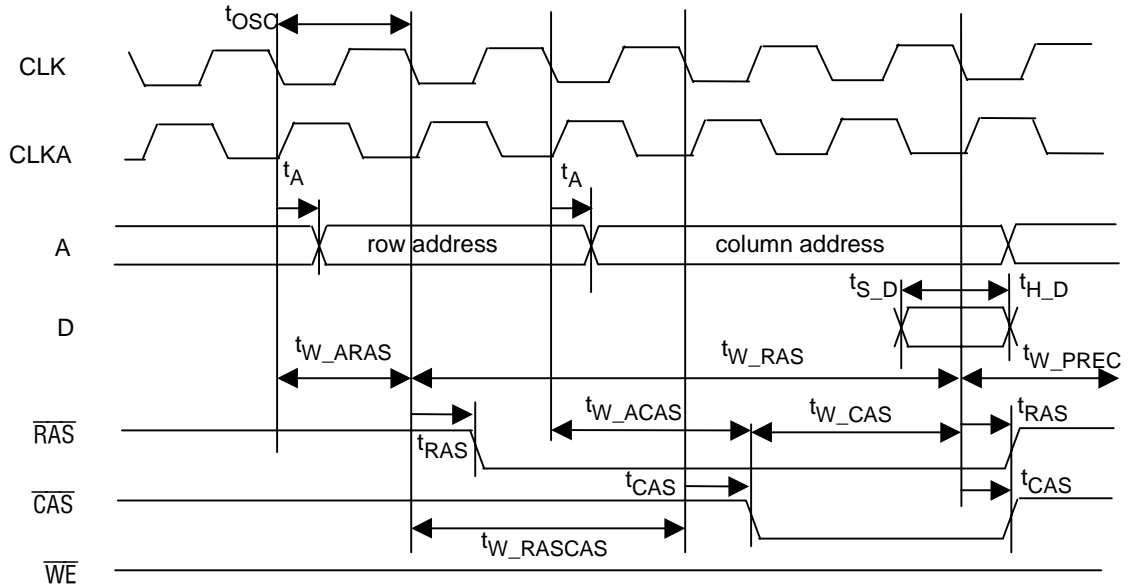 tOSC
CLK
CLKA
tA tA
A row address column address
tS_D tH_D
D
tW_ARAS tW_RAS tW_PREC
tW_ACAS tW_CAS tRAS
RAS tRAS
tCAS tCAS
CAS
tW_RASCAS
WE